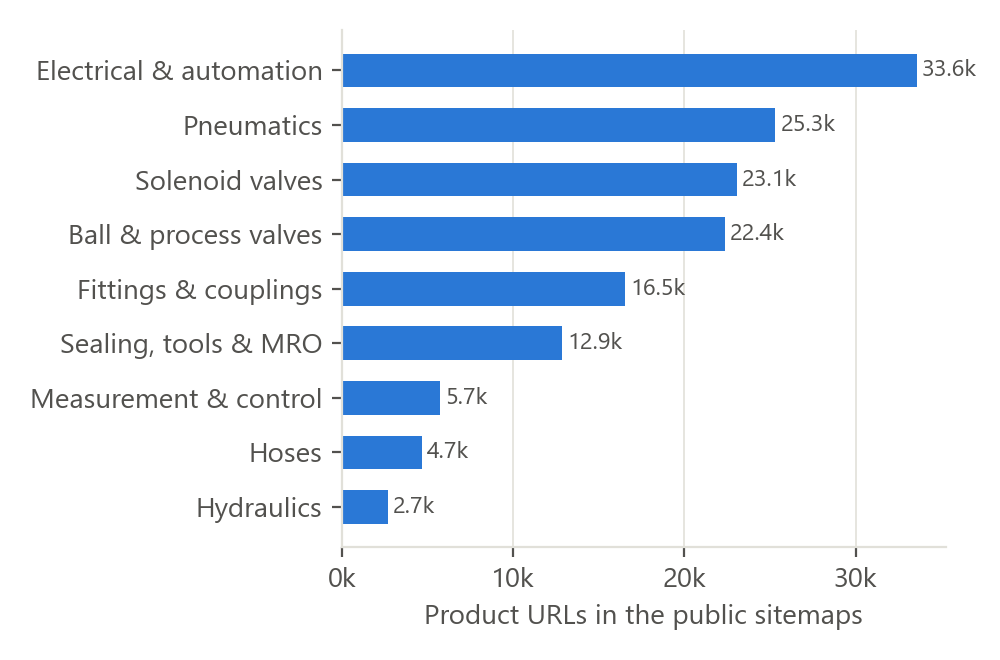 Electrical & automation 33.6k
Pneumatics 25.3k
Solenoid valves 23.1k
Ball & process valves 22.4k
Fittings & couplings 16.5k
Sealing, tools & MRO 12.9k
Measurement & control 5.7k
Hoses 4.7k
Hydraulics 2.7k
0k 10k 20k 30k
Product URLs in the public sitemaps